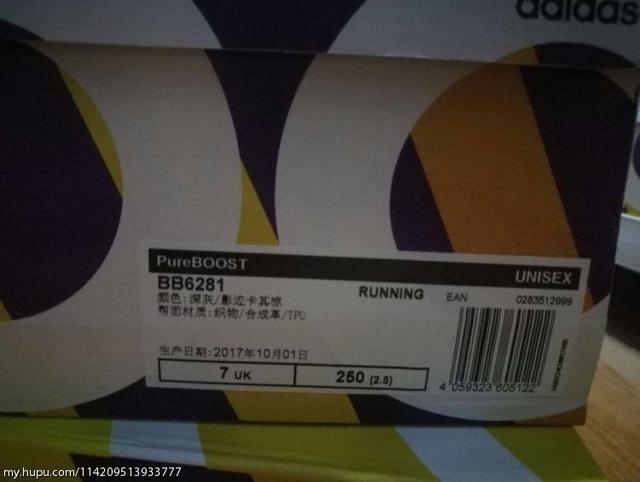 adidas
PureBOOST
UNISEX
BB6281
RUNNING
EAN
0283512999
颜色:深灰/影迹卡其棕
帮面材质:织物/合成革/TPU
生产日期:2017年10月01日
7 UK
250 (2.5)
4 059323 605122
my.hupu.com/114209513933777